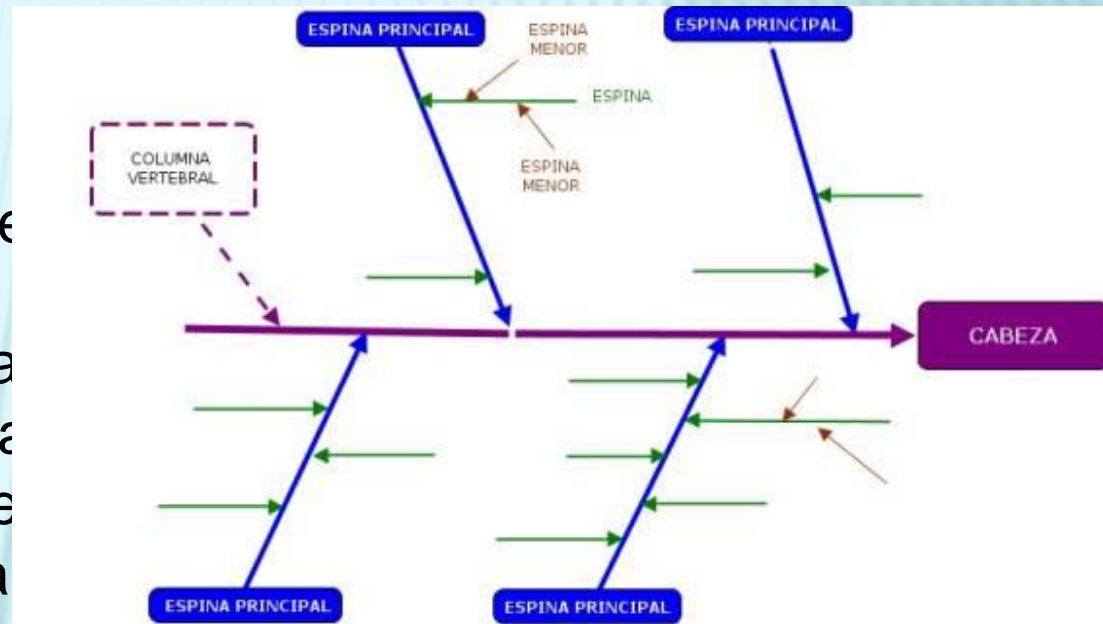 ESPINA PRINCIPAL
ESPINA PRINCIPAL
ESPINA
MENOR
ESPINA
COLUMNA
VERTEBRAL
ESPINA
MENOR
CABEZA
ESPINA PRINCIPAL
ESPINA PRINCIPAL